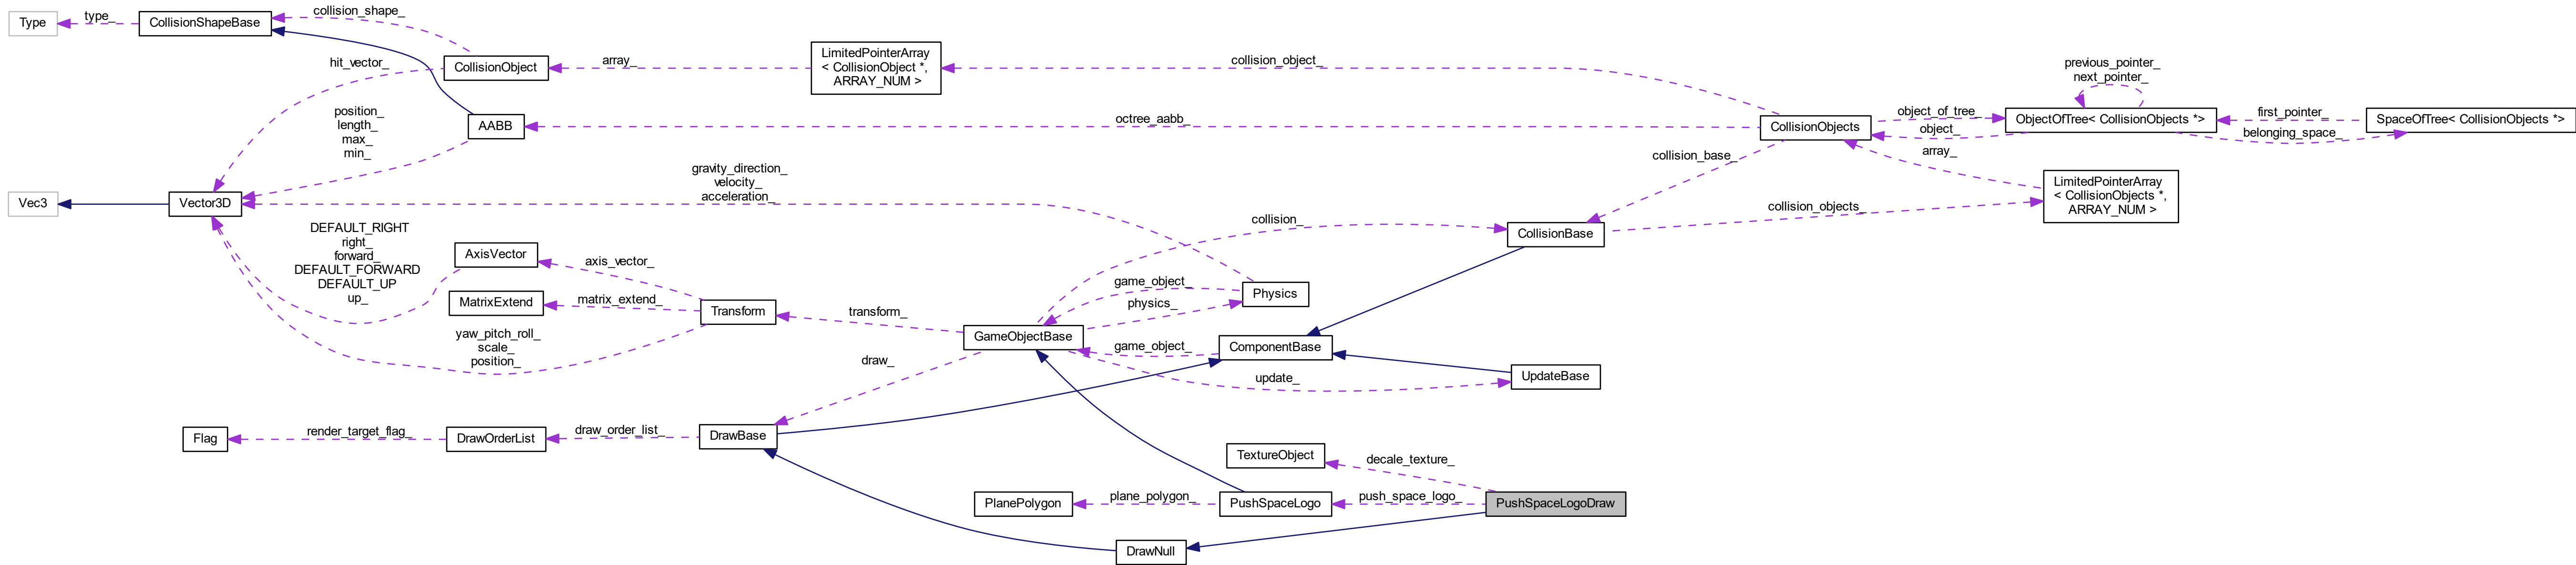 Type
type_
CollisionShapeBase
collision_shape_
hit_vector_
CollisionObject
array_
LimitedPointerArray
< CollisionObject *,
ARRAY_NUM >
collision_object_
previous_pointer_
next_pointer_
position_
length_
max_
min_
AABB
octree_aabb_
CollisionObjects
object_of_tree_
object_
ObjectOfTree< CollisionObjects *>
first_pointer_
belonging_space_
SpaceOfTree< CollisionObjects *>
collision_base_
array_
LimitedPointerArray
< CollisionObjects *,
ARRAY_NUM >
Vec3
Vector3D
gravity_direction_
velocity_
acceleration_
collision_
CollisionBase
collision_objects_
DEFAULT_RIGHT
right_
forward_
DEFAULT_FORWARD
DEFAULT_UP
up_
AxisVector
axis_vector_
MatrixExtend
matrix_extend_
Transform
transform_
game_object_
physics_
Physics
yaw_pitch_roll_
scale_
position_
GameObjectBase
game_object_
ComponentBase
draw_
update_
UpdateBase
Flag
render_target_flag_
DrawOrderList
draw_order_list_
DrawBase
TextureObject
decale_texture_
PlanePolygon
plane_polygon_
PushSpaceLogo
push_space_logo_
PushSpaceLogoDraw
DrawNull